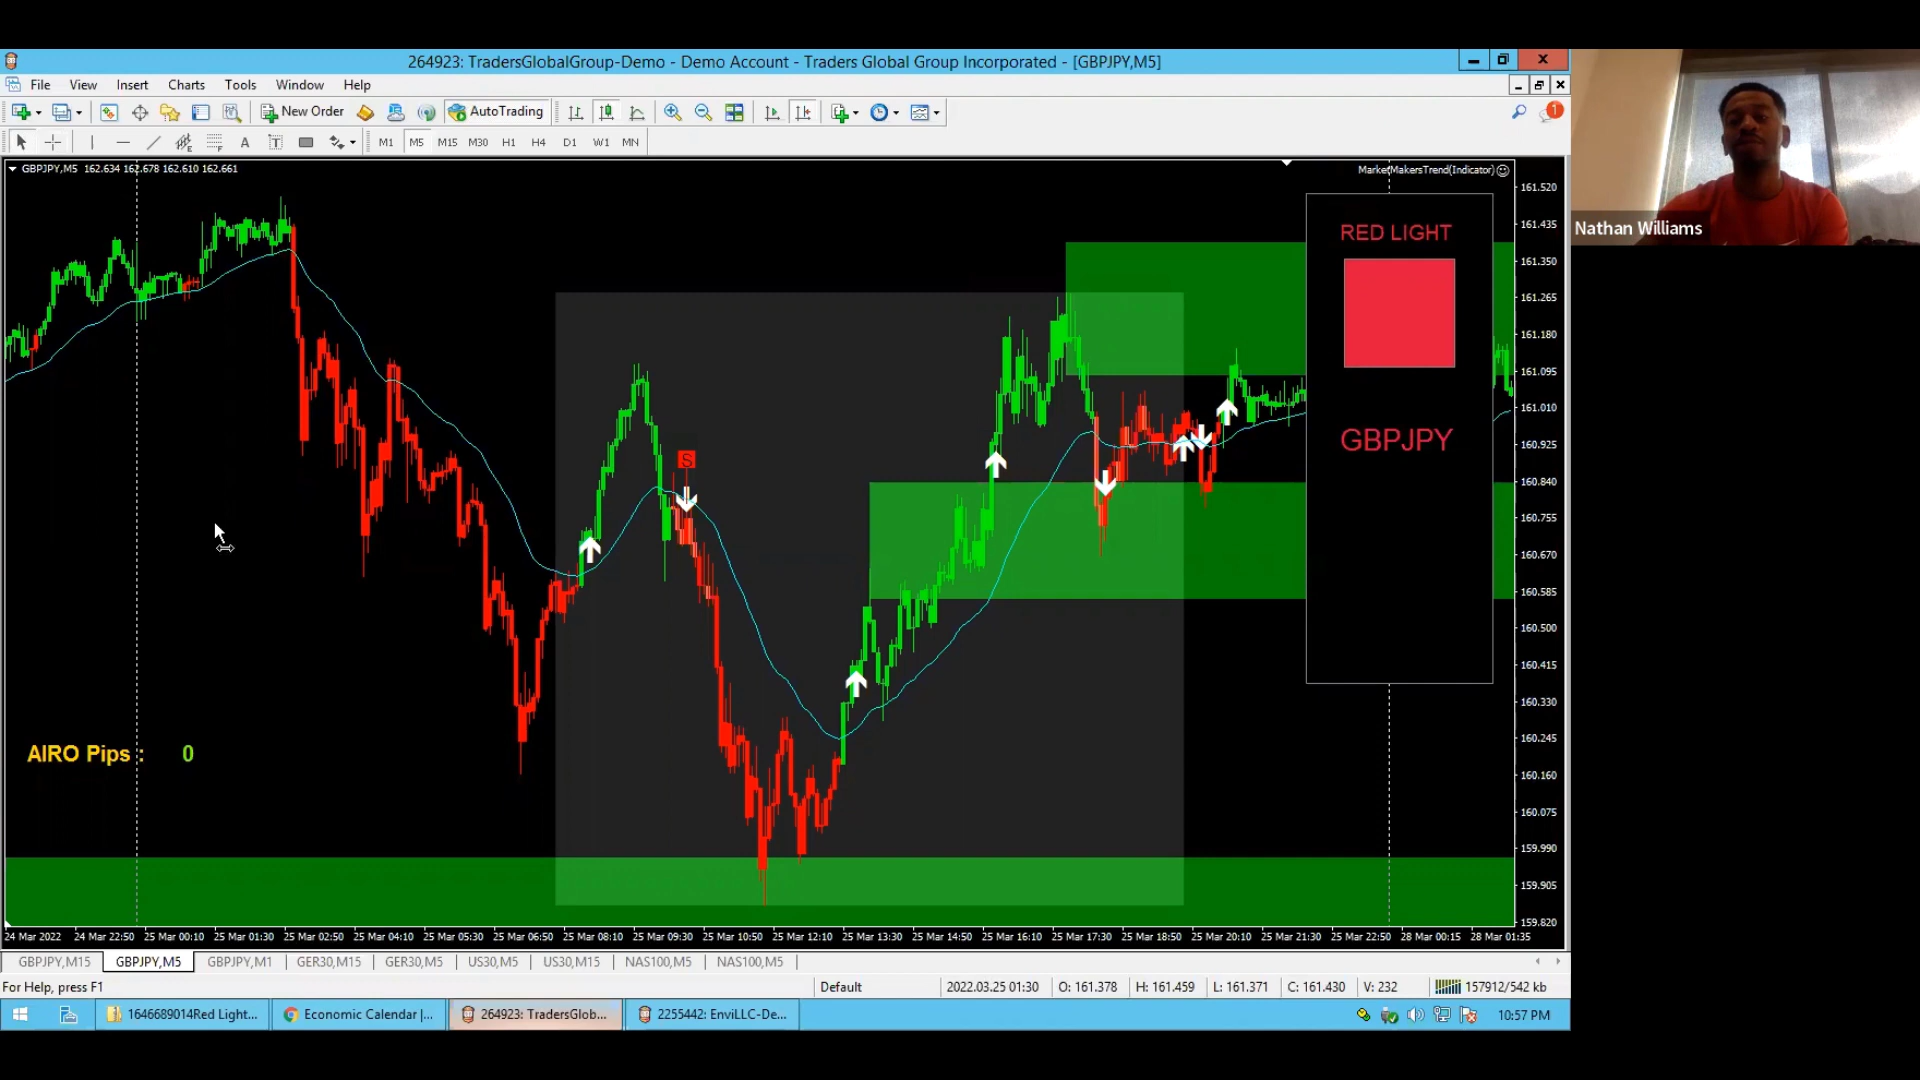 264923: TradersGlobalGroup-Demo - Demo Account - Traders Global Group Incorporated - [GBPJPY,M5]
File View Insert Charts Tools Window Help
New Order AutoTrading 1
A T M1 M5 M15 M30 H1 H4 D1 W1 MN
GBPJPY,M5 162.634 162.678 162.610 162.661
MarketMakersTrend(Indicator)
RED LIGHT
GBPJPY
S
AIRO Pips : 0
161.520
161.435
161.350
161.265
161.180
161.095
161.010
160.925
160.840
160.755
160.670
160.585
160.500
160.415
160.330
160.245
160.160
160.075
159.990
159.905
159.820
24 Mar 2022 24 Mar 22:50 25 Mar 00:10 25 Mar 01:30 25 Mar 02:50 25 Mar 04:10 25 Mar 05:30 25 Mar 06:50 25 Mar 08:10 25 Mar 09:30 25 Mar 10:50 25 Mar 12:10 25 Mar 13:30 25 Mar 14:50 25 Mar 16:10 25 Mar 17:30 25 Mar 18:50 25 Mar 20:10 25 Mar 21:30 25 Mar 22:50 28 Mar 00:15 28 Mar 01:35
GBPJPY,M15 GBPJPY,M5 GBPJPY,M1 GER30,M15 GER30,M5 US30,M5 US30,M15 NAS100,M5 NAS100,M5
For Help, press F1 Default 2022.03.25 01:30 O: 161.378 H: 161.459 L: 161.371 C: 161.430 V: 232 157912/542 kb
1646689014Red Light... Economic Calendar |... 264923: TradersGlob... 2255442: EnviLLC-De... 10:57 PM
Nathan Williams